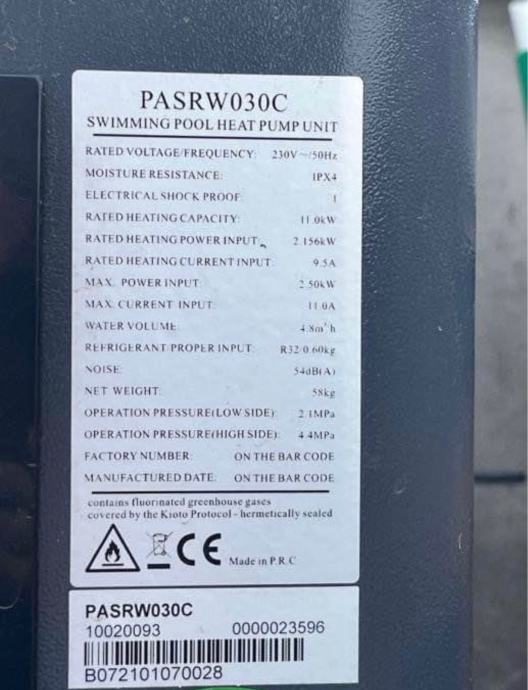 PASRW030C
SWIMMING POOL HEAT PUMP UNIT
RATED VOLTAGE/FREQUENCY: 230V~/50Hz
MOISTURE RESISTANCE: IPX4
ELECTRICAL SHOCK PROOF: I
RATED HEATING CAPACITY: 11.0kW
RATED HEATING POWER INPUT: 2.156kW
RATED HEATING CURRENT INPUT: 9.5A
MAX. POWER INPUT: 2.50kW
MAX. CURRENT INPUT: 11.0A
WATER VOLUME: 4.8m³/h
REFRIGERANT PROPER INPUT: R32/0.60kg
NOISE: 54dB(A)
NET WEIGHT: 58kg
OPERATION PRESSURE(LOW SIDE): 2.1MPa
OPERATION PRESSURE(HIGH SIDE): 4.4MPa
FACTORY NUMBER: ON THE BAR CODE
MANUFACTURED DATE: ON THE BAR CODE
contains fluorinated greenhouse gases
covered by the Kioto Protocol - hermetically sealed
CE Made in P.R.C
PASRW030C
10020093 0000023596
B072101070028